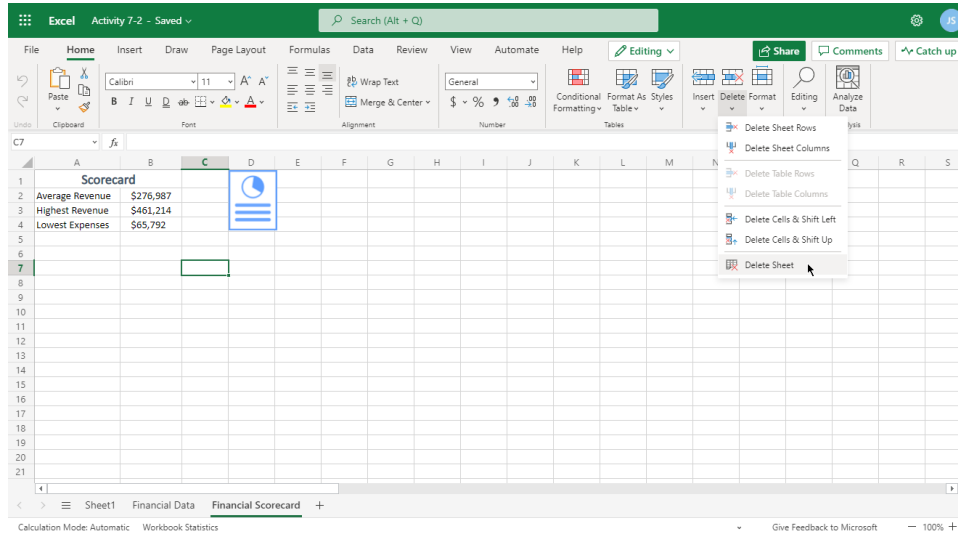 Excel Activity 7-2 - Saved Search (Alt + Q) JS
File Home Insert Draw Page Layout Formulas Data Review View Automate Help Editing Share Comments Catch up
Calibri 11 A^ A˅ Wrap Text General
Paste B I U D ab A Merge & Center $ % 9 .00 Conditional Formatting Format As Table Styles Insert Delete Format Editing Analyze Data
Undo Clipboard Font Alignment Number Tables
C7 fx
Delete Sheet Rows
Delete Sheet Columns
Delete Table Rows
Delete Table Columns
Delete Cells & Shift Left
Delete Cells & Shift Up
Delete Sheet
A B C D E F G H I J K L M N Q R S
1 Scorecard
2 Average Revenue $276,987
3 Highest Revenue $461,214
4 Lowest Expenses $65,792
5
6
7
8
9
10
11
12
13
14
15
16
17
18
19
20
21
Sheet1 Financial Data Financial Scorecard +
Calculation Mode: Automatic Workbook Statistics Give Feedback to Microsoft — 100% +